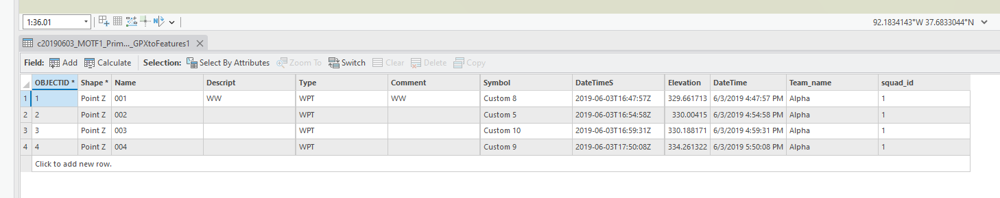 1:36.01 92.1834143°W 37.6833044°N
c20190603_MOTF1_Prim..._GPXtoFeatures1
Field: Add Calculate Selection: Select By Attributes Zoom To Switch Clear Delete Copy
OBJECTID * Shape * Name Descript Type Comment Symbol DateTimeS Elevation DateTime Team_name squad_id
1 1 Point Z 001 WW WPT WW Custom 8 2019-06-03T16:47:57Z 329.661713 6/3/2019 4:47:57 PM Alpha 1
2 2 Point Z 002 WPT Custom 5 2019-06-03T16:54:58Z 330.00415 6/3/2019 4:54:58 PM Alpha 1
3 3 Point Z 003 WPT Custom 10 2019-06-03T16:59:31Z 330.188171 6/3/2019 4:59:31 PM Alpha 1
4 4 Point Z 004 WPT Custom 9 2019-06-03T17:50:08Z 334.261322 6/3/2019 5:50:08 PM Alpha 1
Click to add new row.